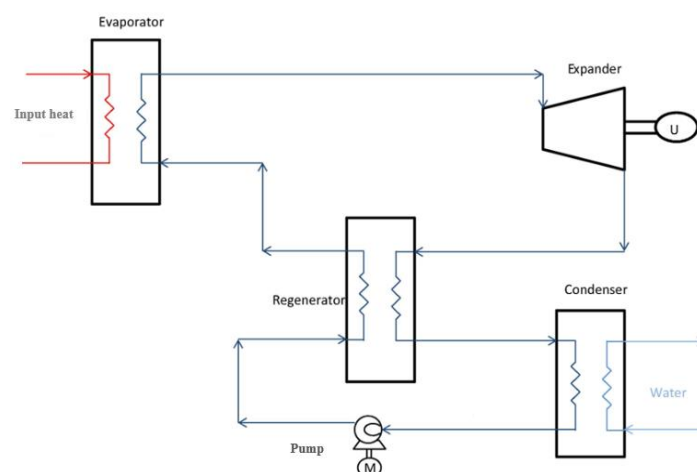 Evaporator
Expander
Input heat
U
Regenerator
Condenser
Water
Pump
M